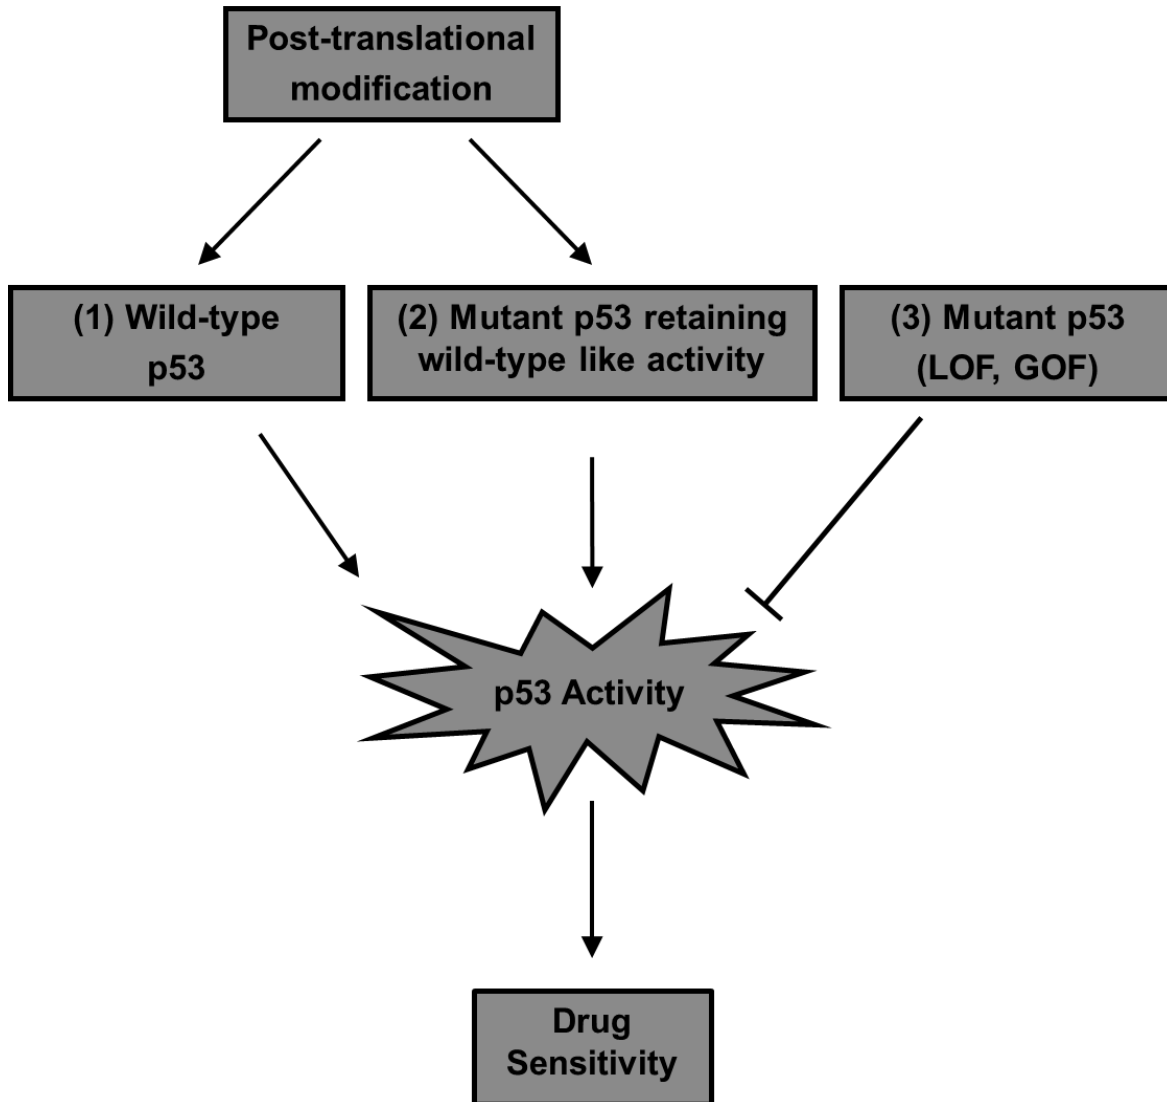 Post-translational
modification
(1) Wild-type
p53
(2) Mutant p53 retaining
wild-type like activity
(3) Mutant p53
(LOF, GOF)
p53 Activity
Drug
Sensitivity